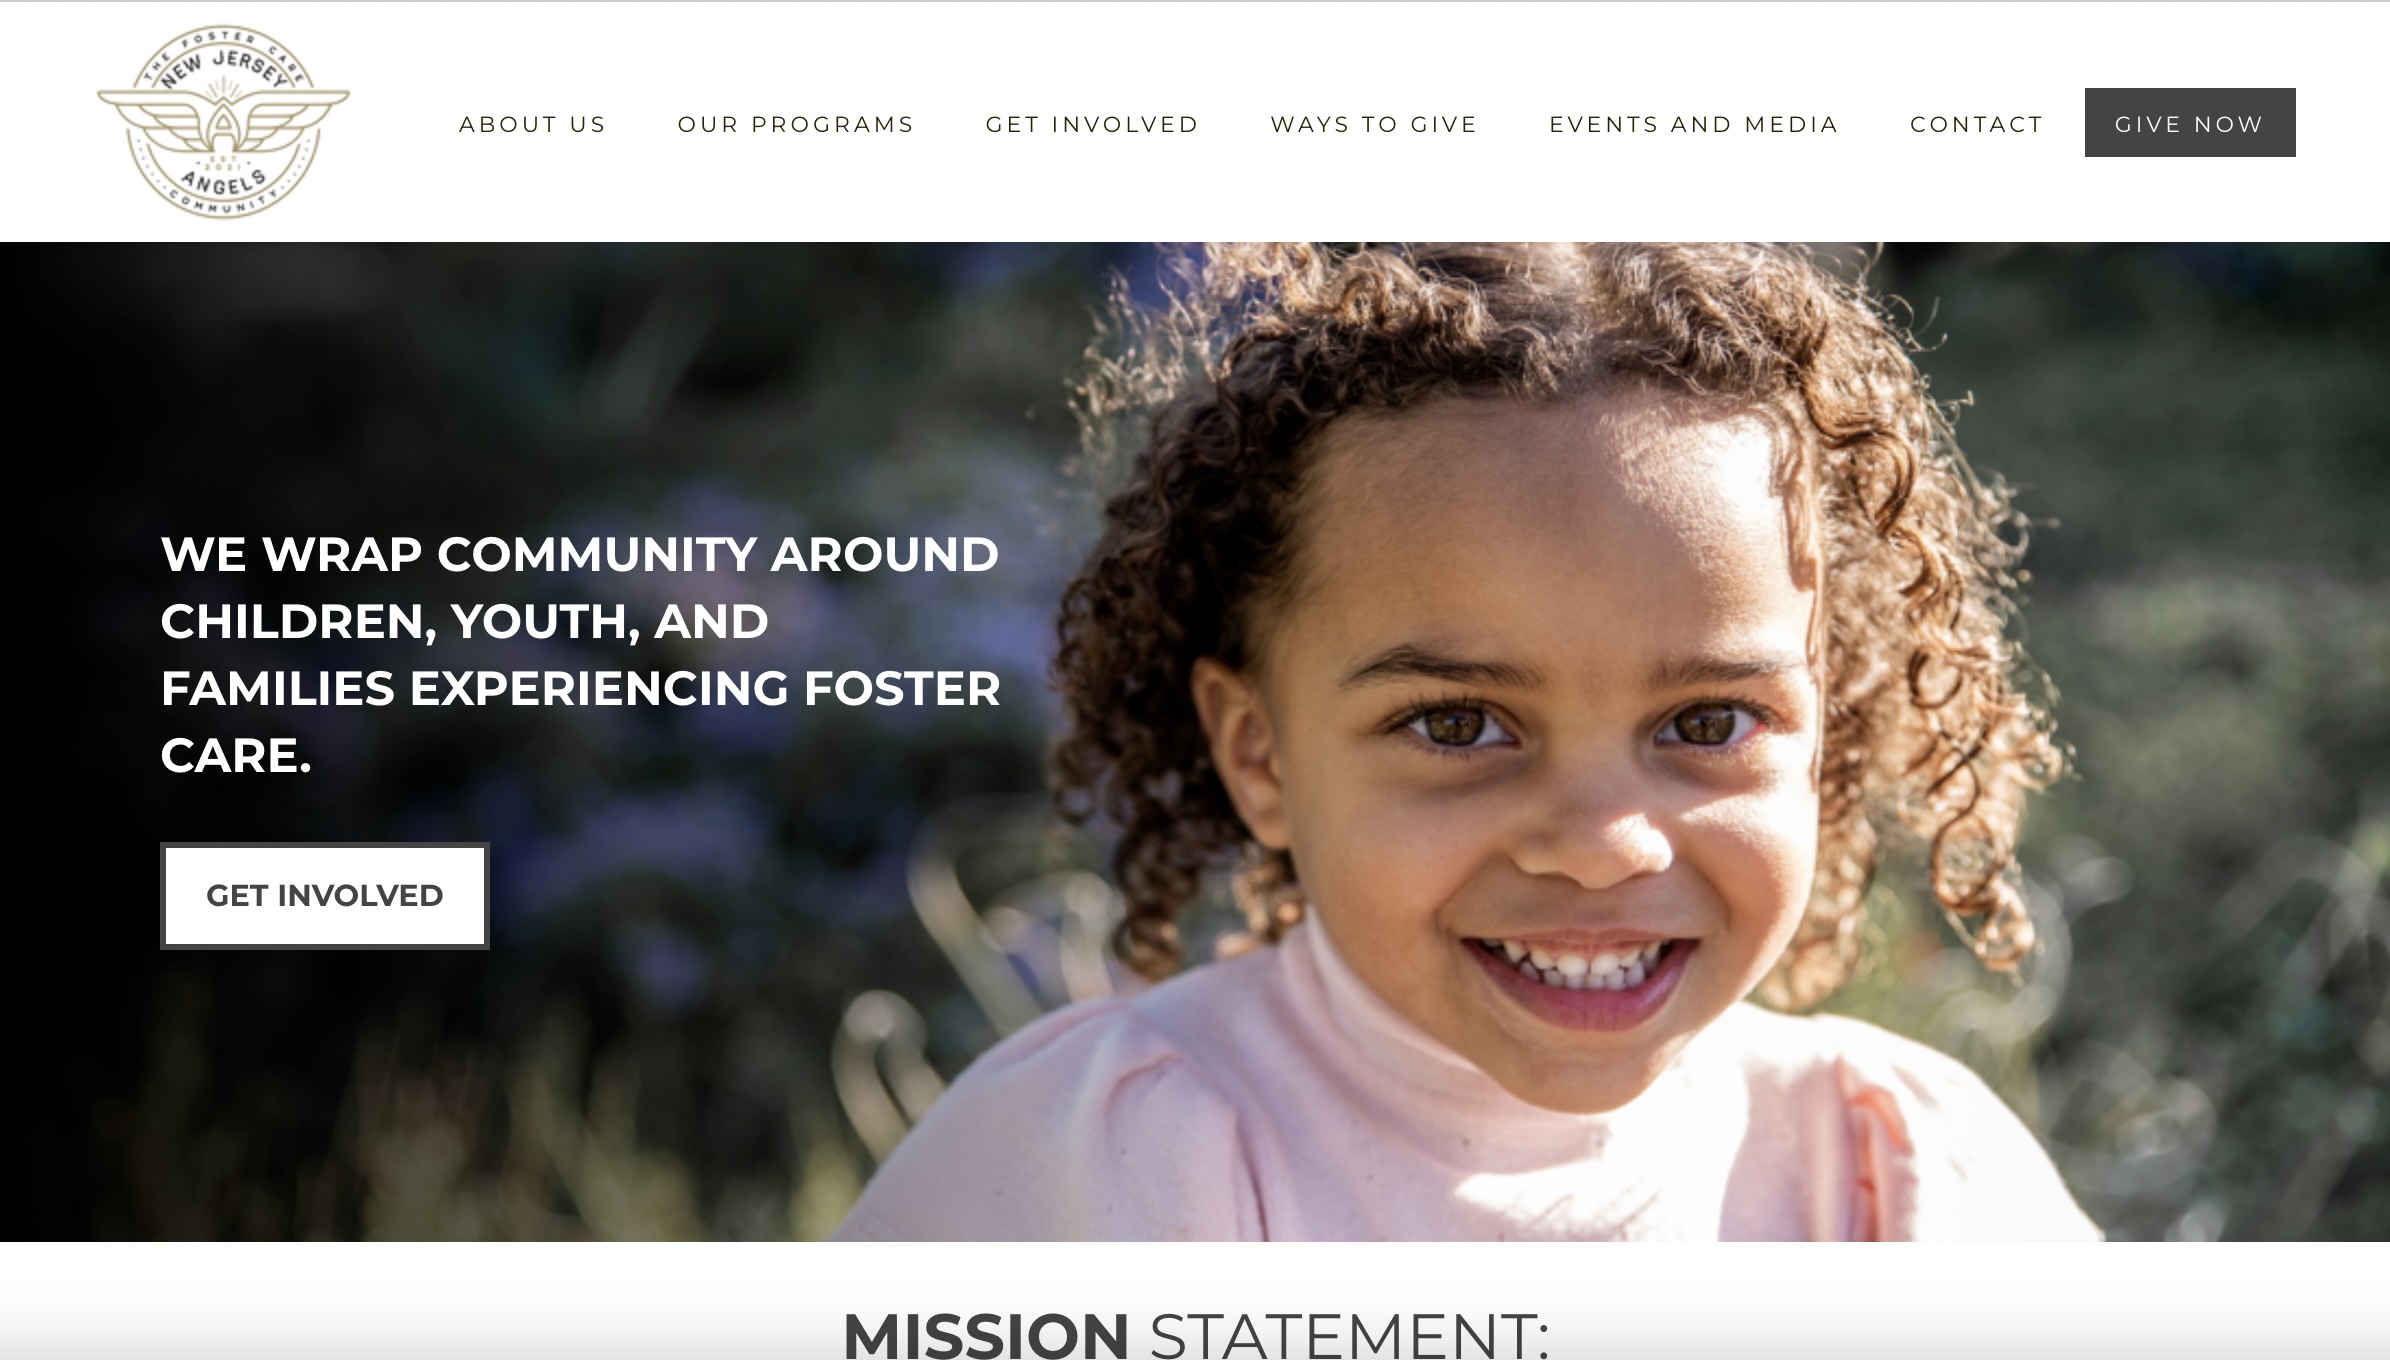 THE FOSTER CARE
NEW JERSEY
EST
2021
ANGELS
COMMUNITY
ABOUT US
OUR PROGRAMS
GET INVOLVED
WAYS TO GIVE
EVENTS AND MEDIA
CONTACT
GIVE NOW
WE WRAP COMMUNITY AROUND
CHILDREN, YOUTH, AND
FAMILIES EXPERIENCING FOSTER
CARE.
GET INVOLVED
MISSION STATEMENT: